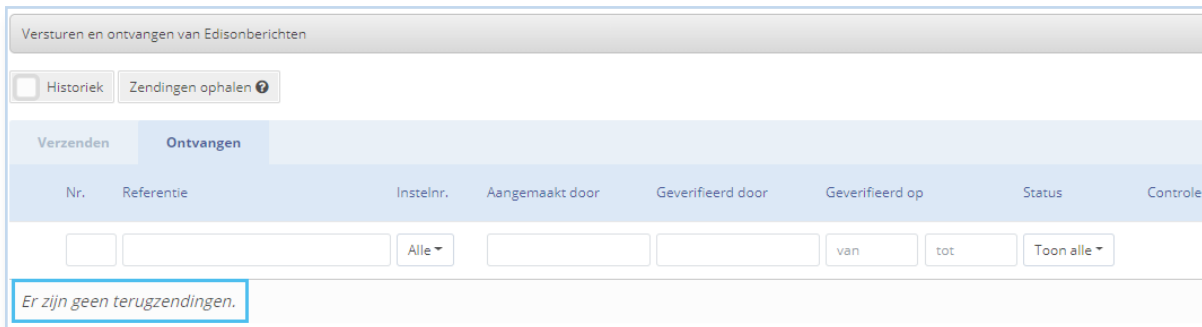 Versturen en ontvangen van Edisonberichten
Historiek Zendingen ophalen ?
Verzenden Ontvangen
Nr. Referentie Instelnr. Aangemaakt door Geverifieerd door Geverifieerd op Status Controle
Alle van tot Toon alle
Er zijn geen terugzendingen.